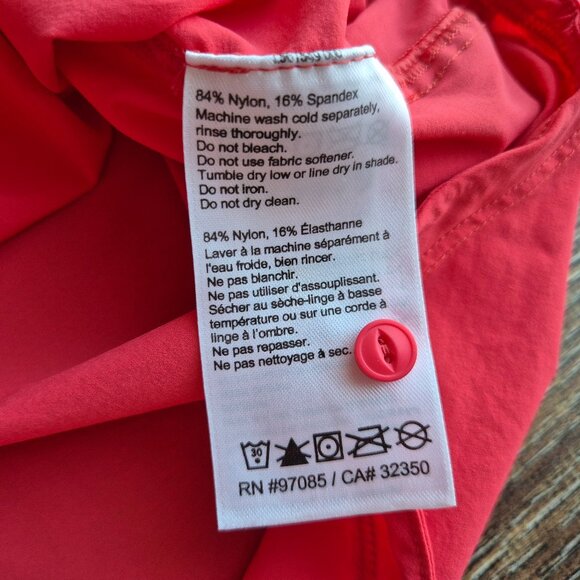 84% Nylon, 16% Spandex
Machine wash cold separately,
rinse thoroughly.
Do not bleach.
Do not use fabric softener.
Tumble dry low or line dry in shade.
Do not iron.
Do not dry clean.
84% Nylon, 16% Élasthanne
Laver à la machine séparément à
l'eau froide, bien rincer.
Ne pas blanchir.
Ne pas utiliser d'assouplissant.
Sécher au sèche-linge à basse
température ou sur une corde à
linge à l'ombre.
Ne pas repasser.
Ne pas nettoyage à sec.
30
RN #97085 / CA# 32350